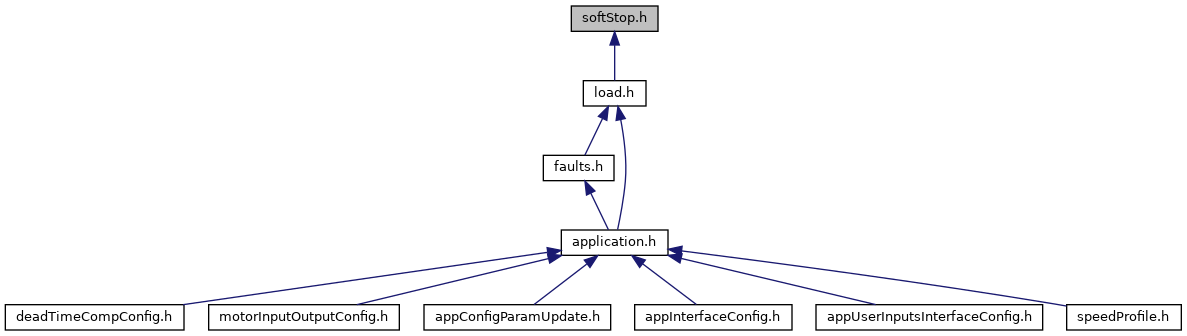 softStop.h
load.h
faults.h
application.h
deadTimeCompConfig.h
motorInputOutputConfig.h
appConfigParamUpdate.h
appInterfaceConfig.h
appUserInputsInterfaceConfig.h
speedProfile.h